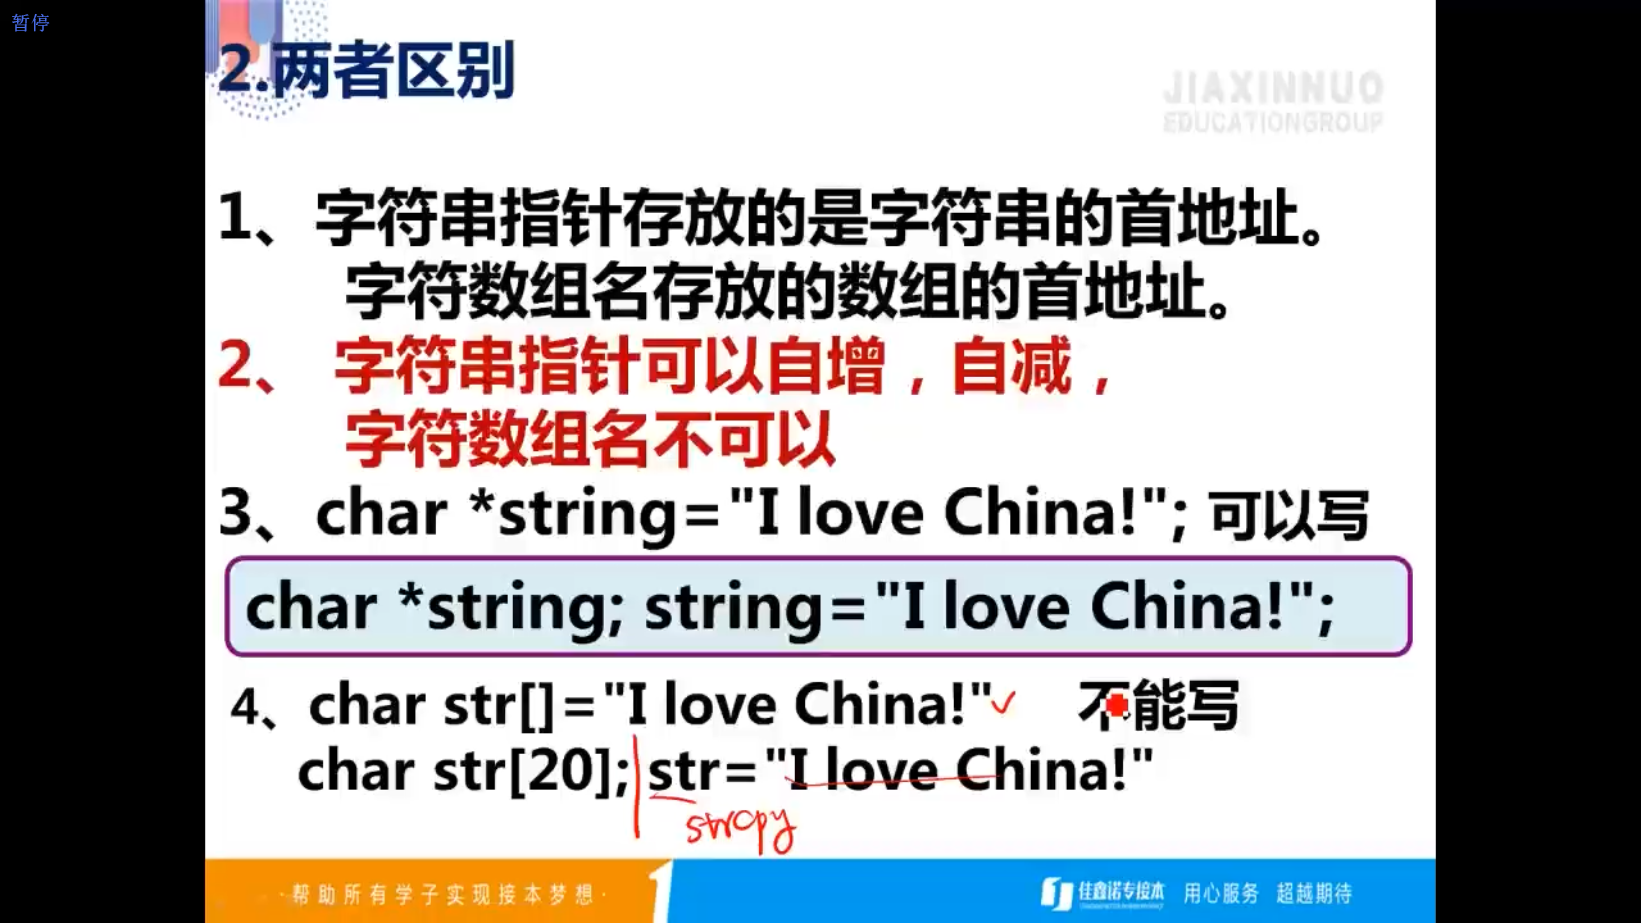 暂停
2.两者区别
JIAXINNUO
EDUCATIONGROUP
1、字符串指针存放的是字符串的首地址。
字符数组名存放的数组的首地址。
2、 字符串指针可以自增，自减，
字符数组名不可以
3、char *string="I love China!"; 可以写
char *string; string="I love China!";
4、char str[]="I love China!" 不能写
char str[20]; str="I love China!"
strcpy
·帮助所有学子实现接本梦想·
佳鑫诺专接本 用心服务 超越期待